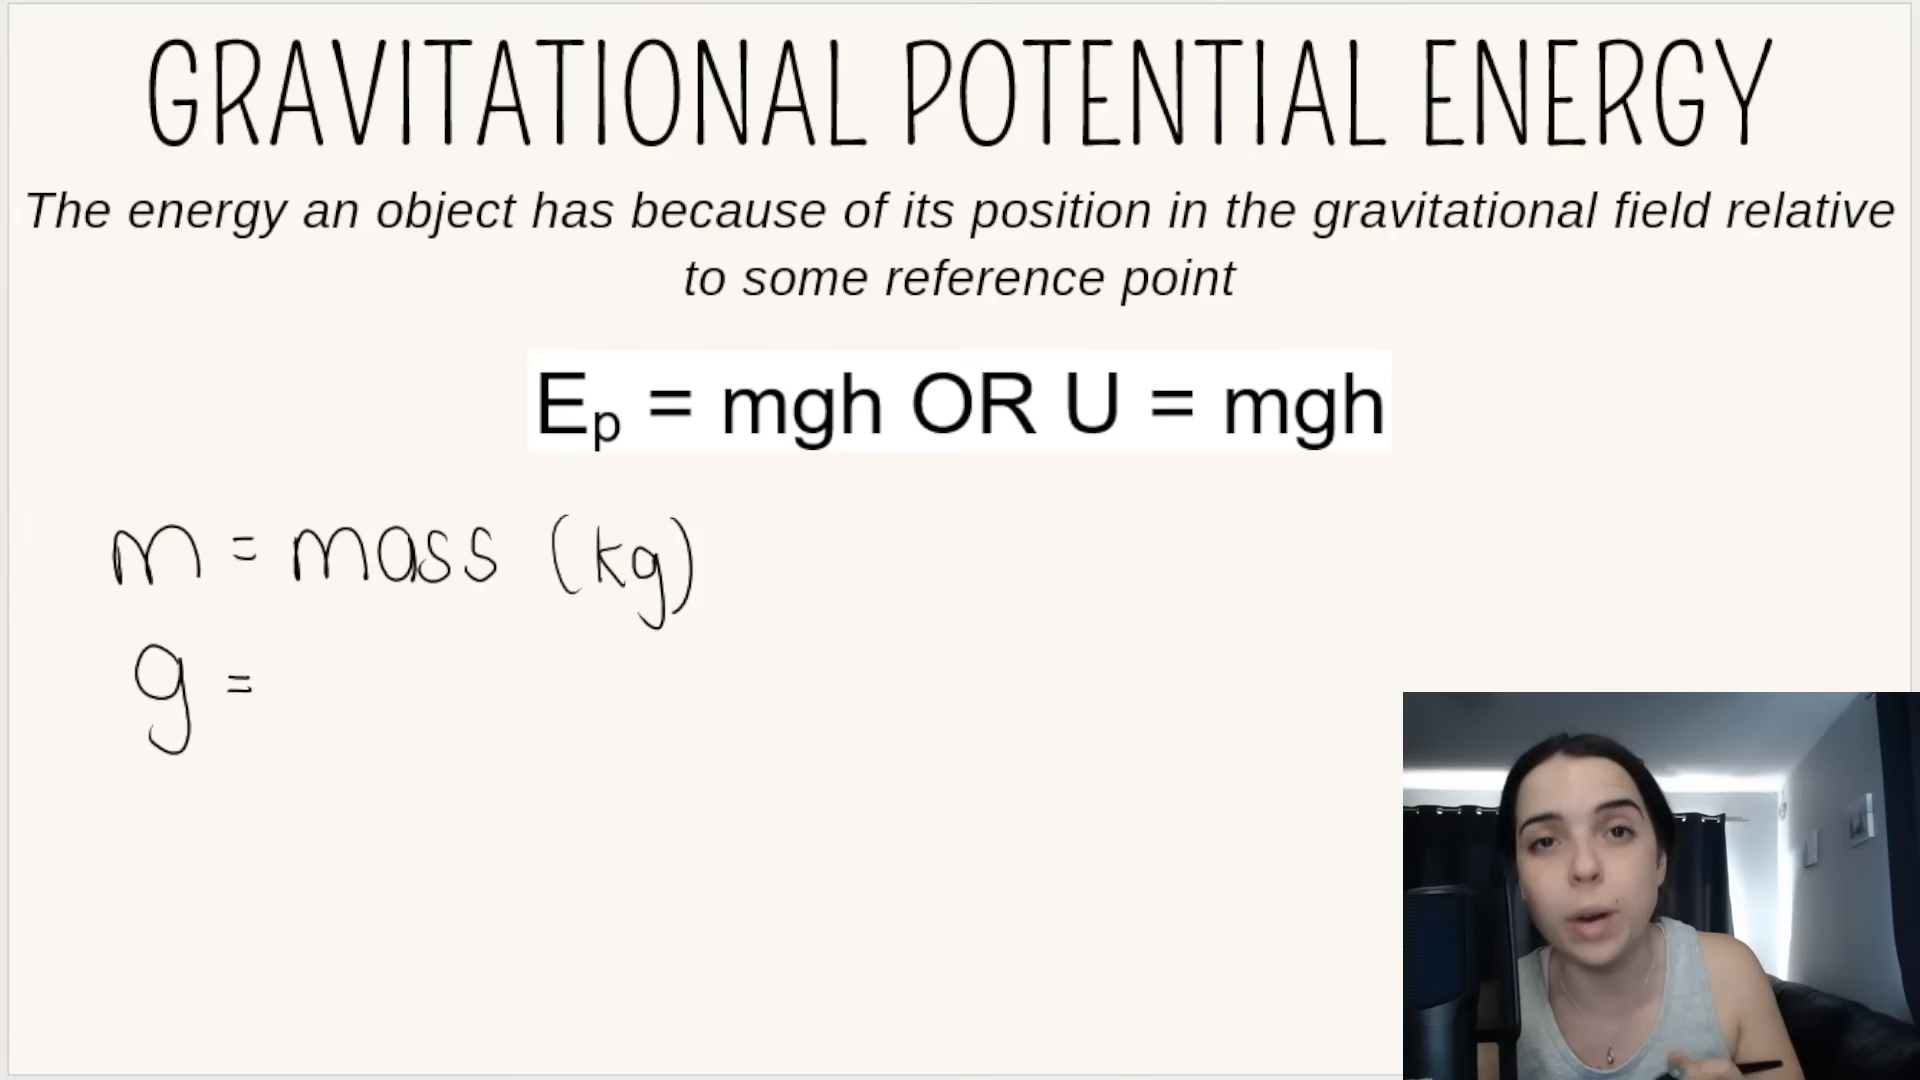 GRAVITATIONAL POTENTIAL ENERGY
The energy an object has because of its position in the gravitational field relative
to some reference point
Eₚ = mgh OR U = mgh
m = mass (kg)
g =